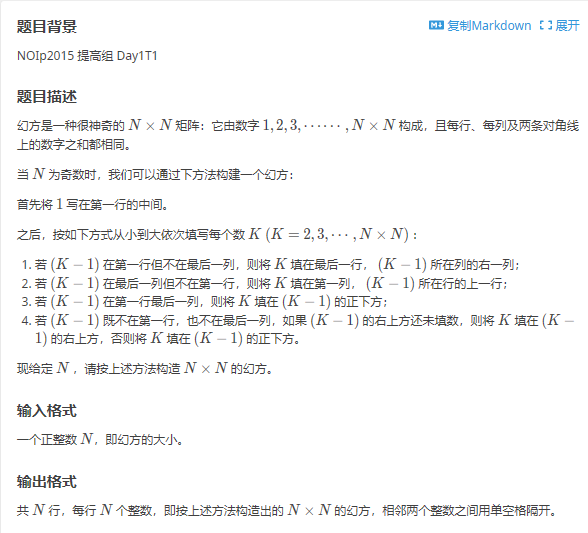 题目背景
复制Markdown 展开
NOIp2015 提高组 Day1T1
题目描述
幻方是一种很神奇的 N × N 矩阵：它由数字 1, 2, 3, ⋯⋯, N × N 构成，且每行、每列及两条对角线
上的数字之和都相同。
当 N 为奇数时，我们可以通过下方法构建一个幻方：
首先将 1 写在第一行的中间。
之后，按如下方式从小到大依次填写每个数 K (K = 2, 3, ⋯, N × N)：
1. 若 (K − 1) 在第一行但不在最后一列，则将 K 填在最后一行， (K − 1) 所在列的右一列；
2. 若 (K − 1) 在最后一列但不在第一行，则将 K 填在第一列， (K − 1) 所在行的上一行；
3. 若 (K − 1) 在第一行最后一列，则将 K 填在 (K − 1) 的正下方；
4. 若 (K − 1) 既不在第一行，也不在最后一列，如果 (K − 1) 的右上方还未填数，则将 K 填在 (K −
1) 的右上方，否则将 K 填在 (K − 1) 的正下方。
现给定 N ，请按上述方法构造 N × N 的幻方。
输入格式
一个正整数 N，即幻方的大小。
输出格式
共 N 行，每行 N 个整数，即按上述方法构造出的 N × N 的幻方，相邻两个整数之间用单空格隔开。